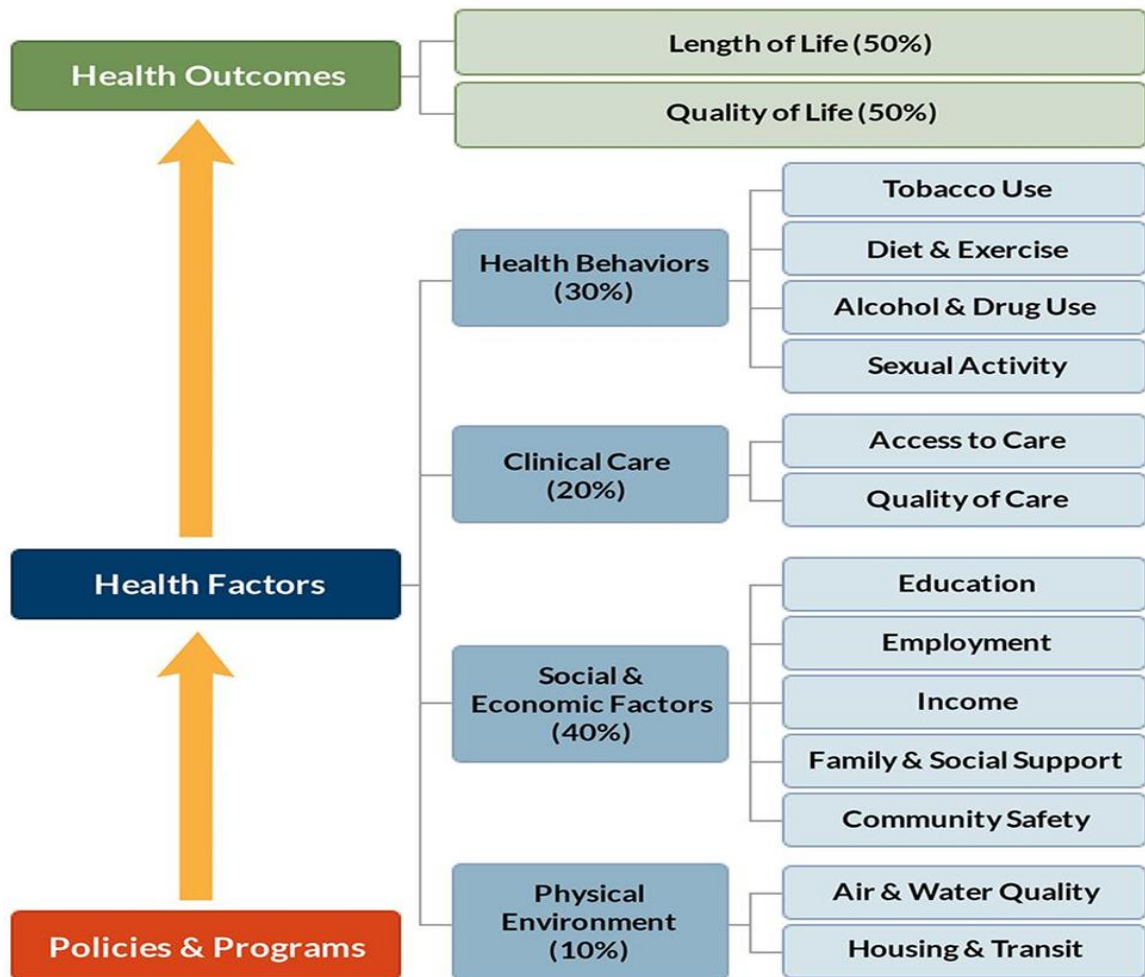 Health Outcomes
Length of Life (50%)
Quality of Life (50%)
Health Factors
Health Behaviors
(30%)
Tobacco Use
Diet & Exercise
Alcohol & Drug Use
Sexual Activity
Clinical Care
(20%)
Access to Care
Quality of Care
Social &
Economic Factors
(40%)
Education
Employment
Income
Family & Social Support
Community Safety
Physical
Environment
(10%)
Air & Water Quality
Housing & Transit
Policies & Programs